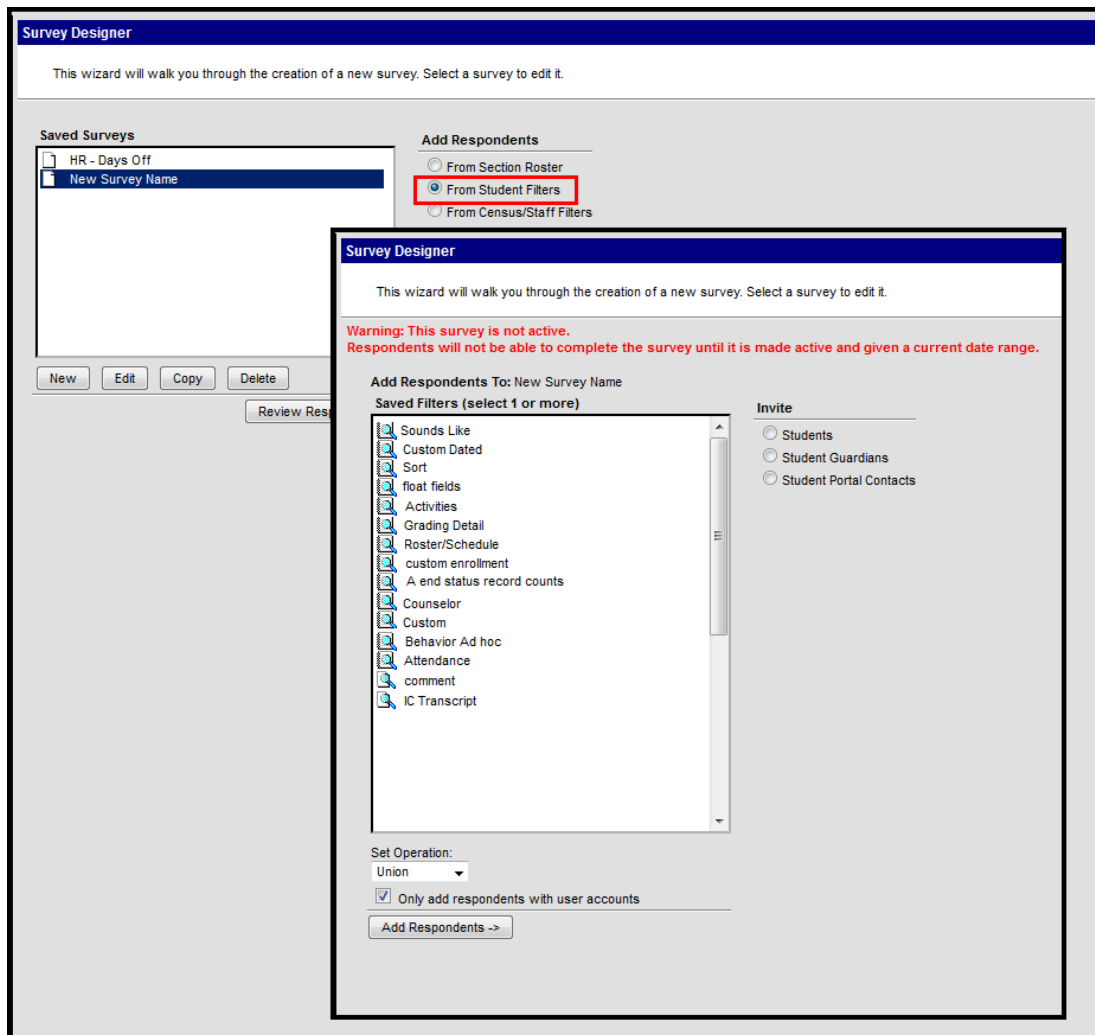 Survey Designer
This wizard will walk you through the creation of a new survey. Select a survey to edit it.
Saved Surveys
HR - Days Off
New Survey Name
Add Respondents
From Section Roster
From Student Filters
From Census/Staff Filters
New Edit Copy Delete
Review
Survey Designer
This wizard will walk you through the creation of a new survey. Select a survey to edit it.
Warning: This survey is not active.
Respondents will not be able to complete the survey until it is made active and given a current date range.
Add Respondents To: New Survey Name
Saved Filters (select 1 or more)
Sounds Like
Custom Dated
Sort
float fields
Activities
Grading Detail
Roster/Schedule
custom enrollment
A end status record counts
Counselor
Custom
Behavior Ad hoc
Attendance
comment
IC Transcript
Invite
Students
Student Guardians
Student Portal Contacts
Set Operation:
Union
Only add respondents with user accounts
Add Respondents ->